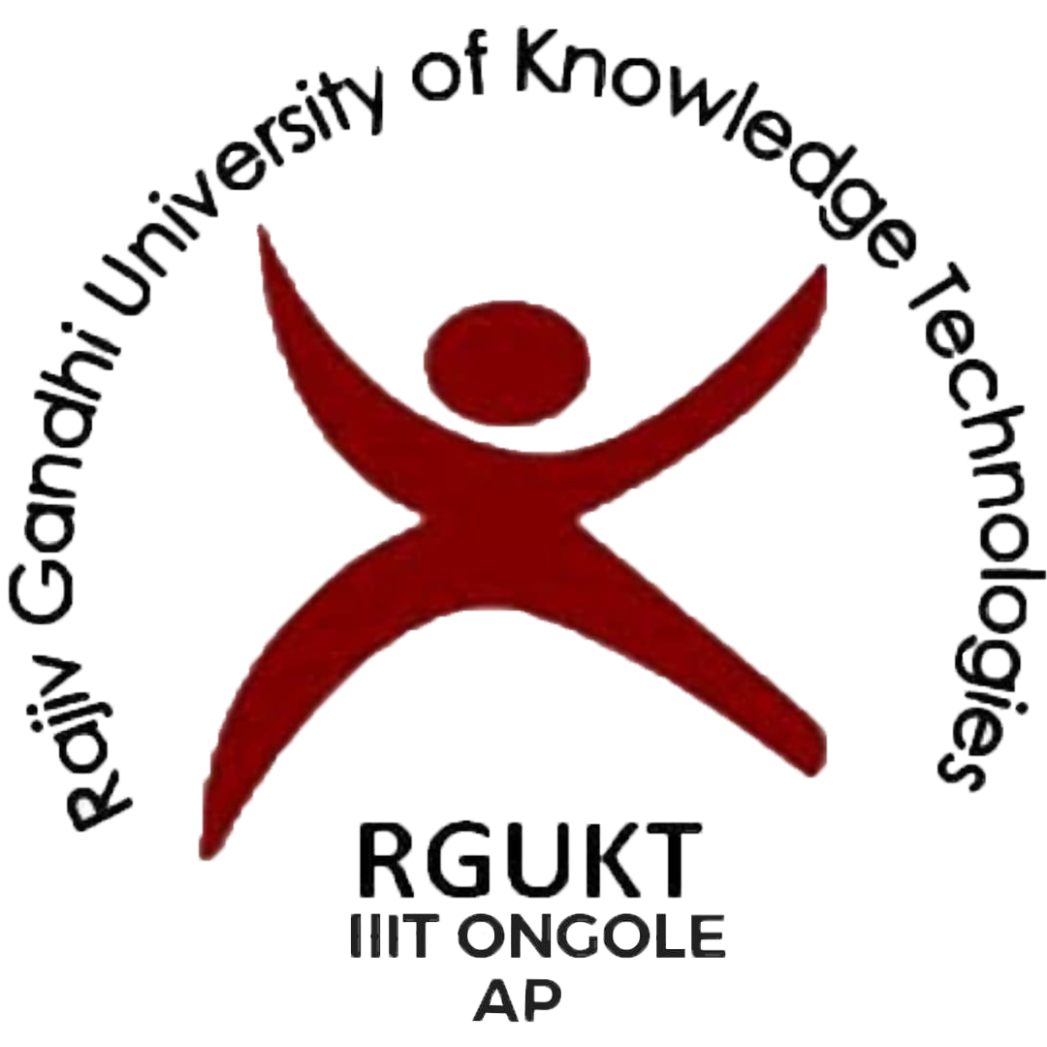 Rajiv Gandhi University of Knowledge Technologies
RGUKT
IIIT ONGOLE
AP